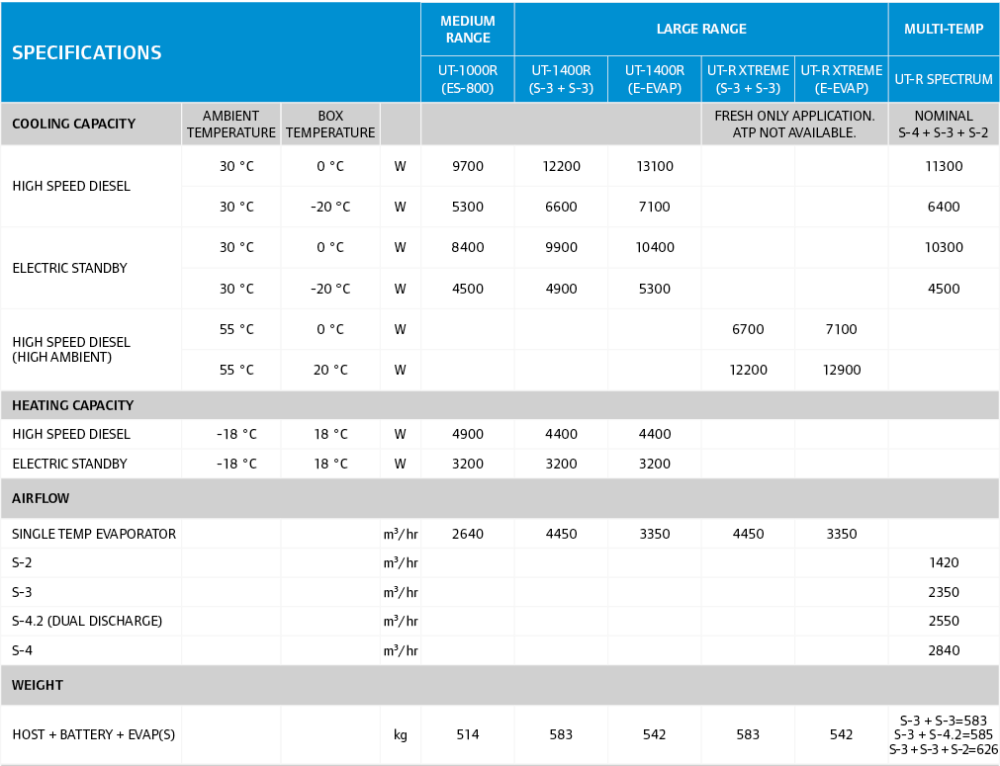 SPECIFICATIONS
MEDIUM RANGE LARGE RANGE MULTI-TEMP
UT-1000R (ES-800) UT-1400R (S-3 + S-3) UT-1400R (E-EVAP) UT-R XTREME (S-3 + S-3) UT-R XTREME (E-EVAP) UT-R SPECTRUM
COOLING CAPACITY AMBIENT TEMPERATURE BOX TEMPERATURE FRESH ONLY APPLICATION. ATP NOT AVAILABLE. NOMINAL S-4 + S-3 + S-2
HIGH SPEED DIESEL
30 °C 0 °C W 9700 12200 13100 11300
30 °C -20 °C W 5300 6600 7100 6400
ELECTRIC STANDBY
30 °C 0 °C W 8400 9900 10400 10300
30 °C -20 °C W 4500 4900 5300 4500
HIGH SPEED DIESEL (HIGH AMBIENT)
55 °C 0 °C W 6700 7100
55 °C 20 °C W 12200 12900
HEATING CAPACITY
HIGH SPEED DIESEL -18 °C 18 °C W 4900 4400 4400
ELECTRIC STANDBY -18 °C 18 °C W 3200 3200 3200
AIRFLOW
SINGLE TEMP EVAPORATOR m³/hr 2640 4450 3350 4450 3350
S-2 m³/hr 1420
S-3 m³/hr 2350
S-4.2 (DUAL DISCHARGE) m³/hr 2550
S-4 m³/hr 2840
WEIGHT
HOST + BATTERY + EVAP(S) kg 514 583 542 583 542
S-3 + S-3=583
S-3 + S-4.2=585
S-3 + S-3 + S-2=626